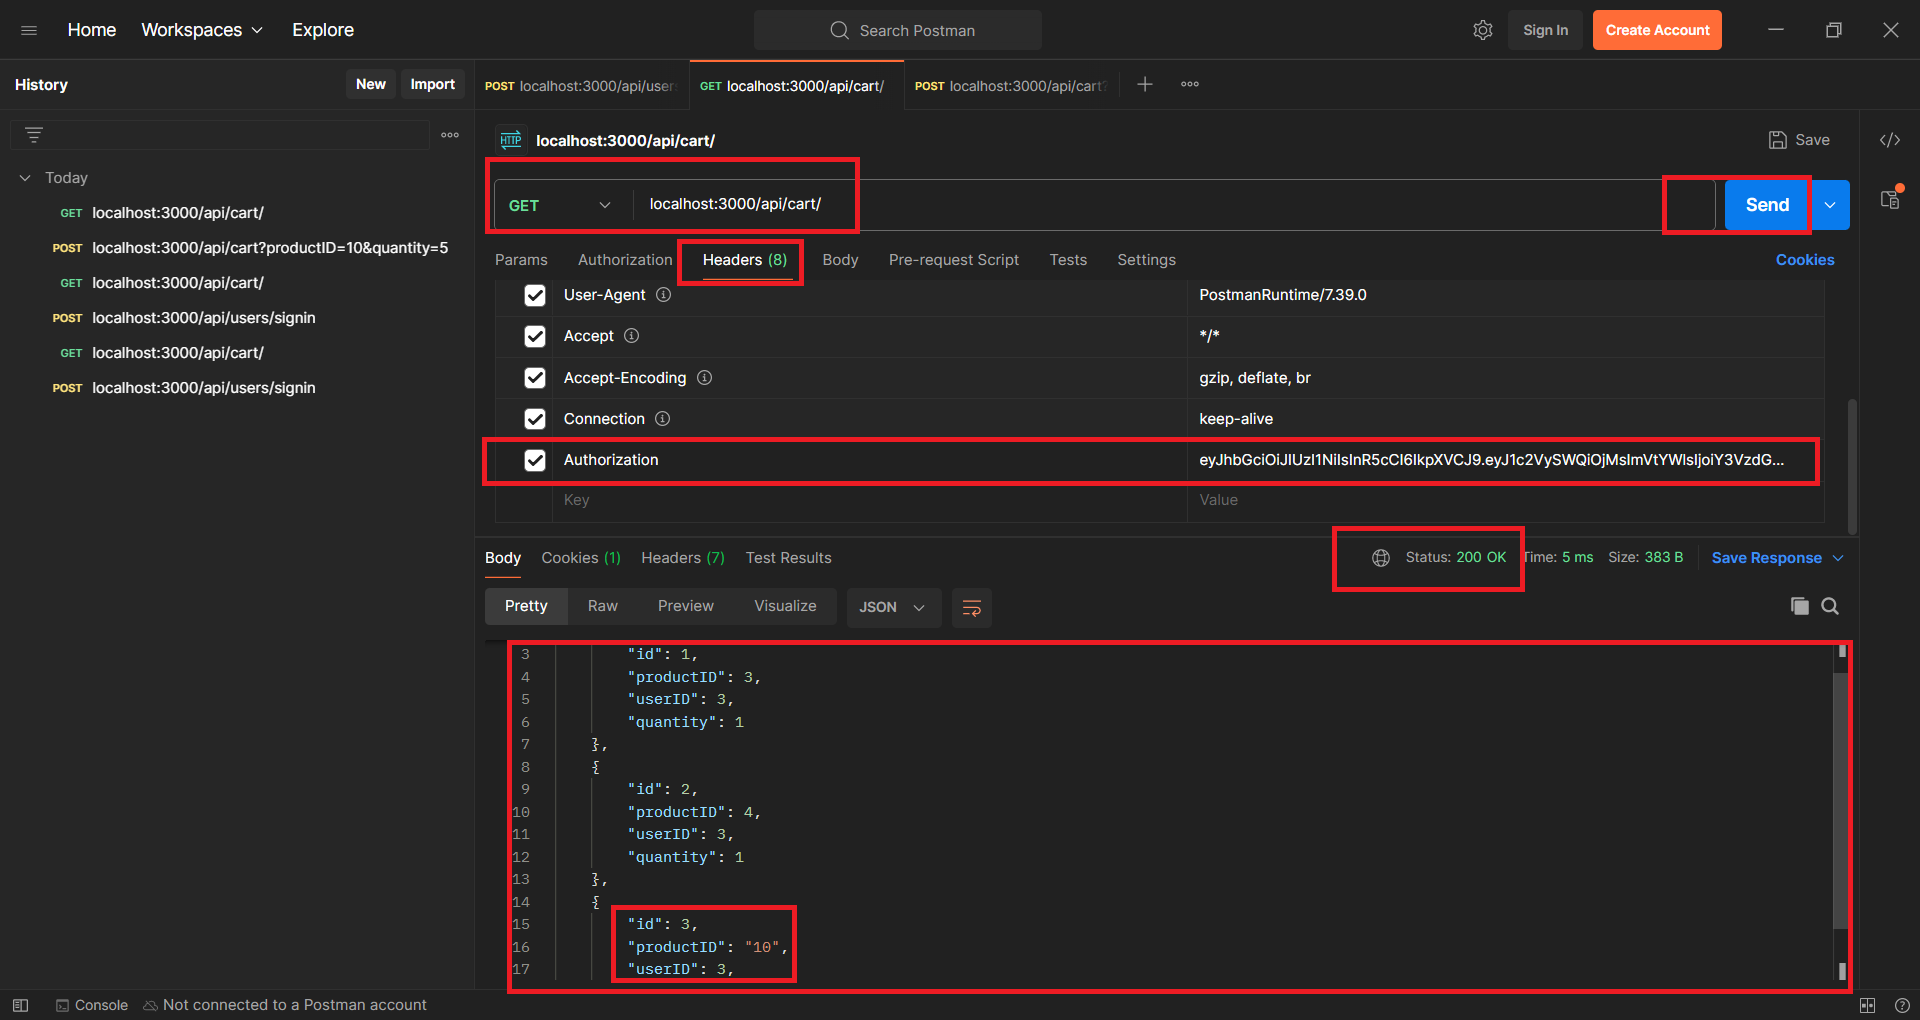 Home Workspaces Explore Search Postman Sign In Create Account
History New Import
POST localhost:3000/api/user GET localhost:3000/api/cart/ POST localhost:3000/api/cart?
HTTP localhost:3000/api/cart/ Save
Today
GET localhost:3000/api/cart/
POST localhost:3000/api/cart?productID=10&quantity=5
GET localhost:3000/api/cart/
POST localhost:3000/api/users/signin
GET localhost:3000/api/cart/
POST localhost:3000/api/users/signin
GET localhost:3000/api/cart/ Send
Params Authorization Headers (8) Body Pre-request Script Tests Settings Cookies
User-Agent PostmanRuntime/7.39.0
Accept */*
Accept-Encoding gzip, deflate, br
Connection keep-alive
Authorization eyJhbGciOiJIUzI1NiIsInR5cCI6IkpXVCJ9.eyJ1c2VySWQiOjMsImVtYWlsIjoiY3VzdG...
Key Value
Body Cookies (1) Headers (7) Test Results Status: 200 OK Time: 5 ms Size: 383 B Save Response
Pretty Raw Preview Visualize JSON
3 "id": 1,
4 "productID": 3,
5 "userID": 3,
6 "quantity": 1
7 },
8 {
9 "id": 2,
10 "productID": 4,
11 "userID": 3,
12 "quantity": 1
13 },
14 {
15 "id": 3,
16 "productID": "10",
17 "userID": 3,
Console Not connected to a Postman account